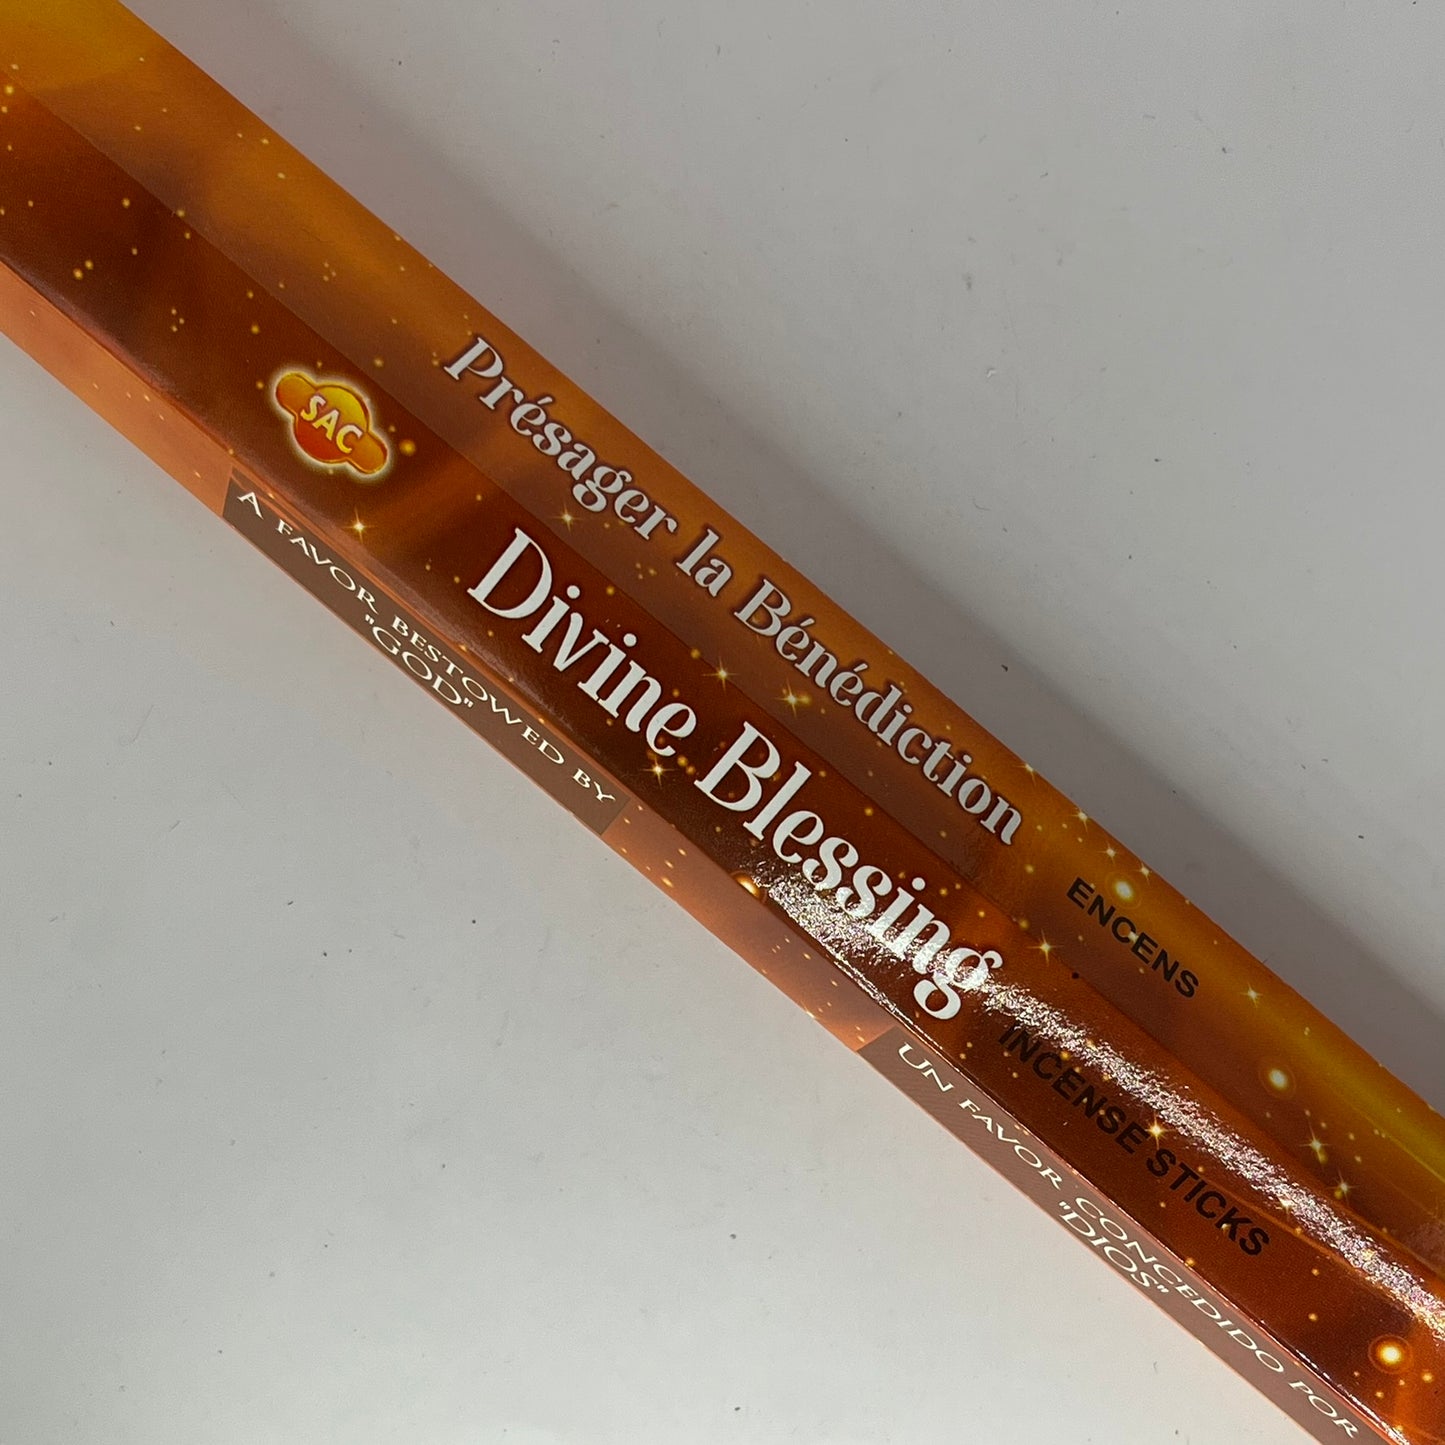 Présager la Bénédiction
ENCENS
SAC
Divine Blessing
INCENSE STICKS
A FAVOR BESTOWED BY
"GOD"
UN FAVOR CONCEDIDO POR
"DIOS"